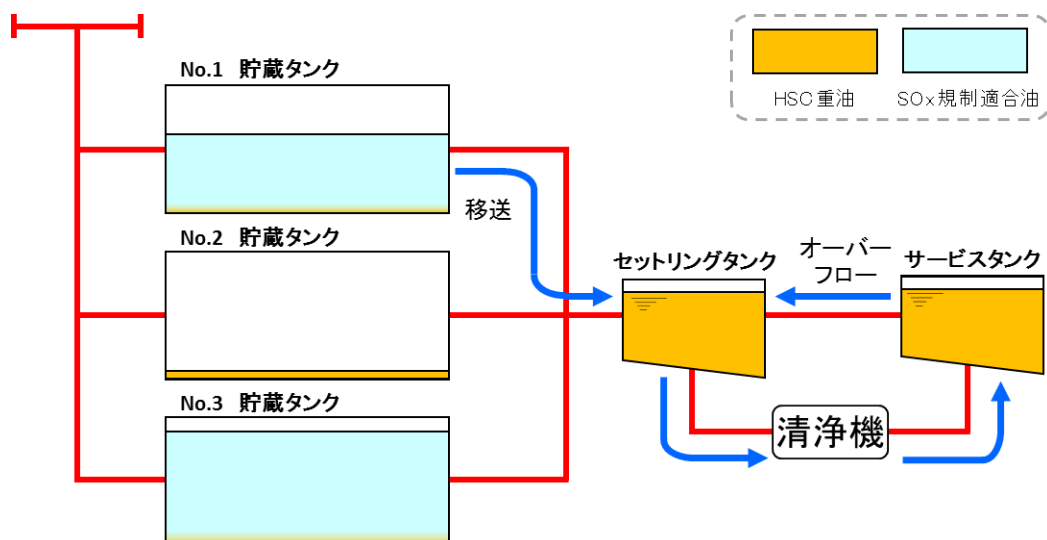 No.1 貯蔵タンク
HSC重油
SOx規制適合油
移送
No.2 貯蔵タンク
セットリングタンク
オーバー
フロー
サービスタンク
No.3 貯蔵タンク
清浄機